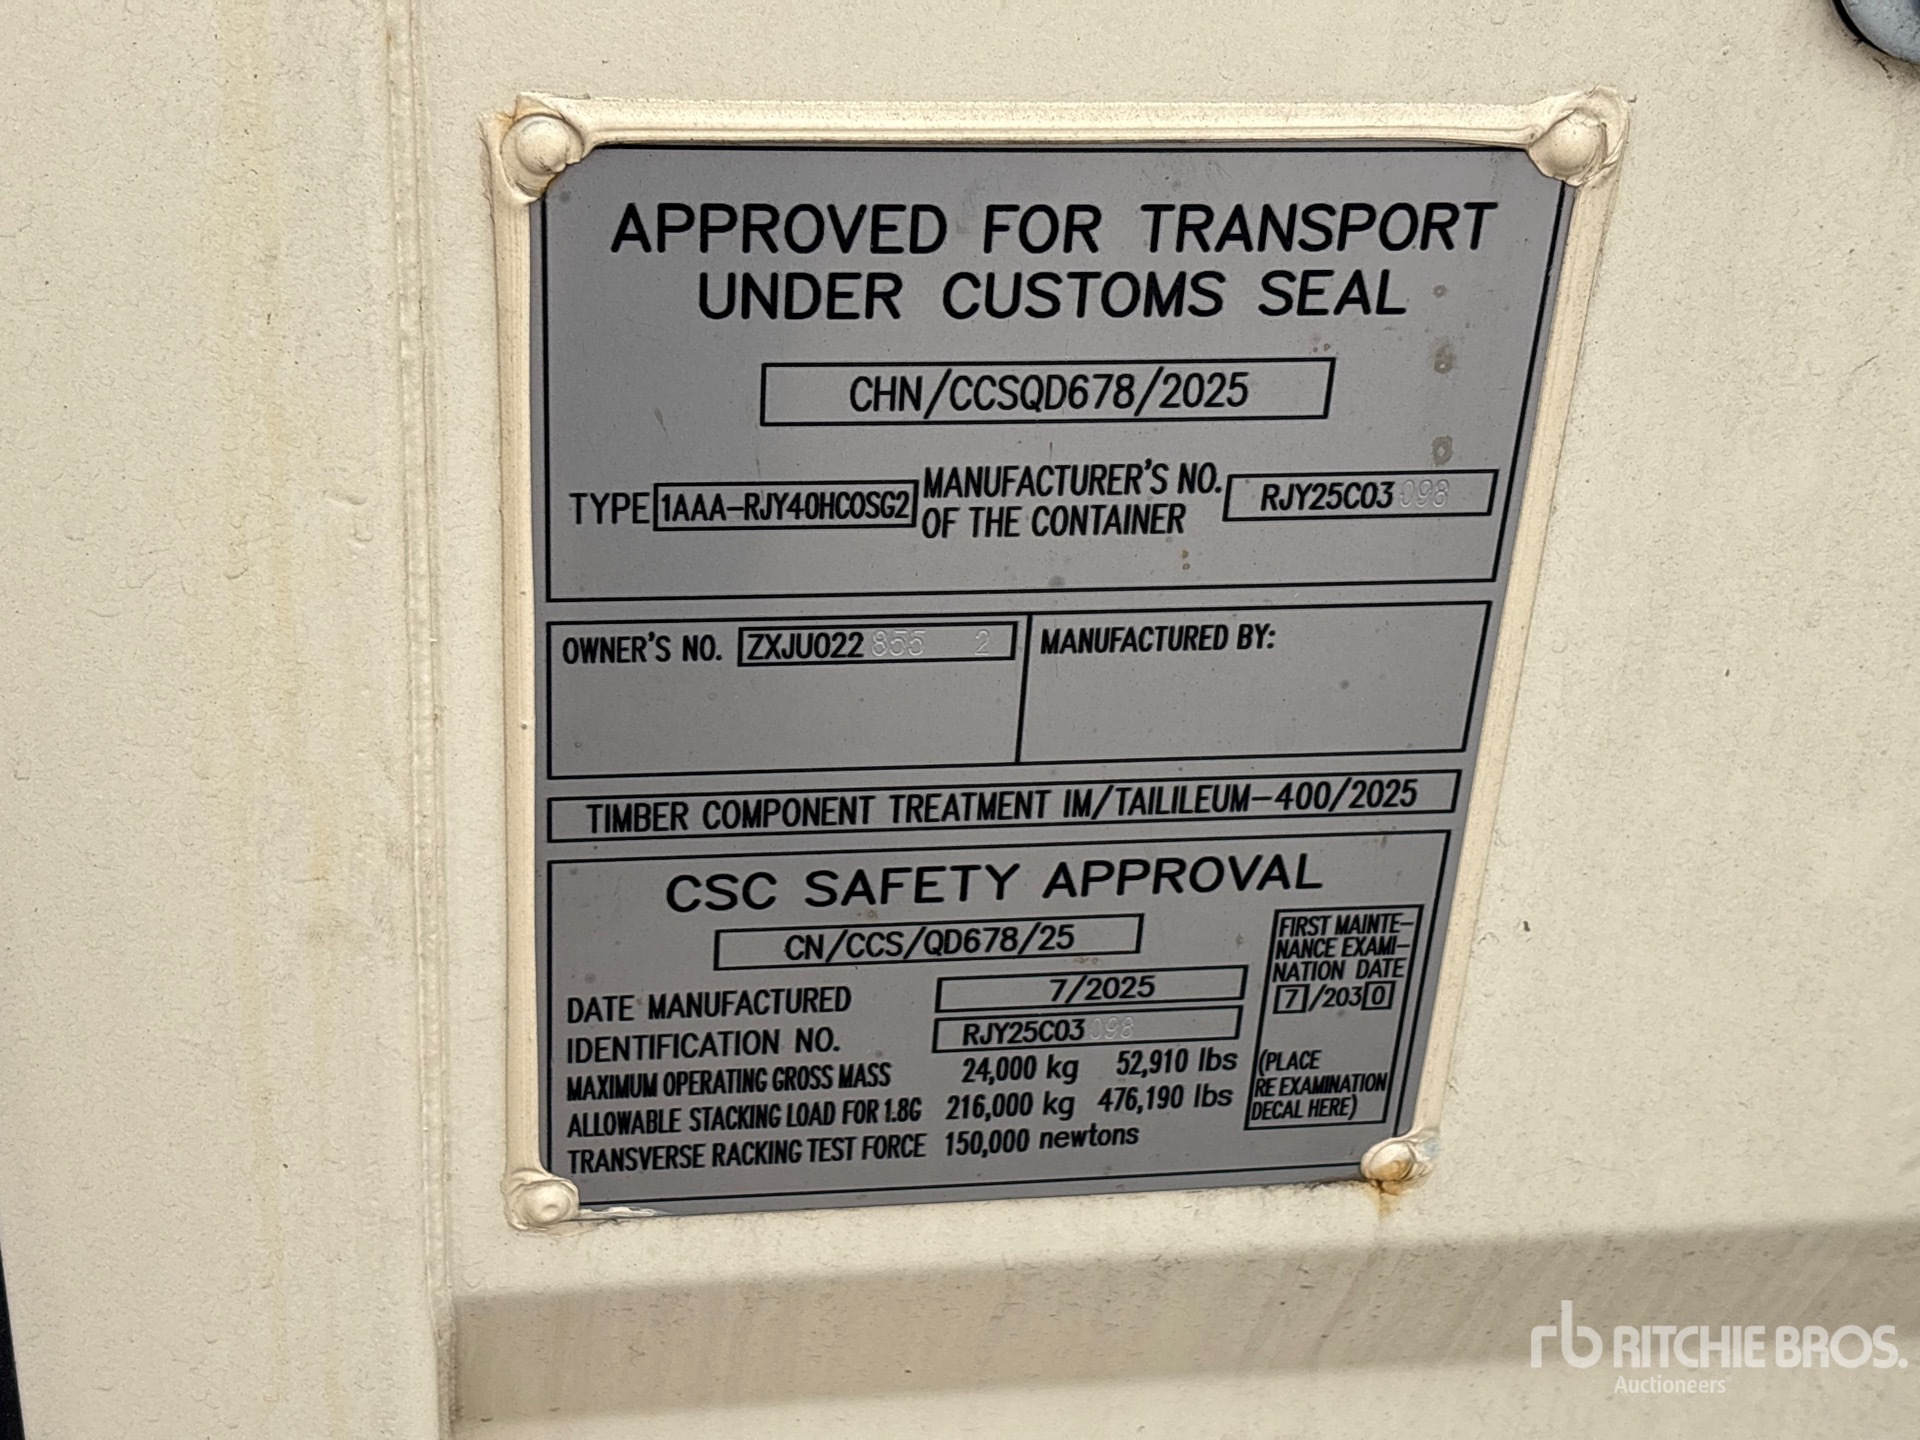 APPROVED FOR TRANSPORT
UNDER CUSTOMS SEAL
CHN/CCSQD678/2025
TYPE 1AAA-RJY40HCOSG2 MANUFACTURER'S NO. OF THE CONTAINER RJY25C03098
OWNER'S NO. ZXJU022 855 2
MANUFACTURED BY:
TIMBER COMPONENT TREATMENT IM/TAILILEUM-400/2025
CSC SAFETY APPROVAL
CN/CCS/QD678/25
DATE MANUFACTURED 7/2025
IDENTIFICATION NO. RJY25C03098
MAXIMUM OPERATING GROSS MASS 24,000 kg 52,910 lbs
ALLOWABLE STACKING LOAD FOR 1.8G 216,000 kg 476,190 lbs
TRANSVERSE RACKING TEST FORCE 150,000 newtons
FIRST MAINTE-
NANCE EXAMI-
NATION DATE
7/2030
(PLACE
RE EXAMINATION
DECAL HERE)
rb RITCHIE BROS.
Auctioneers